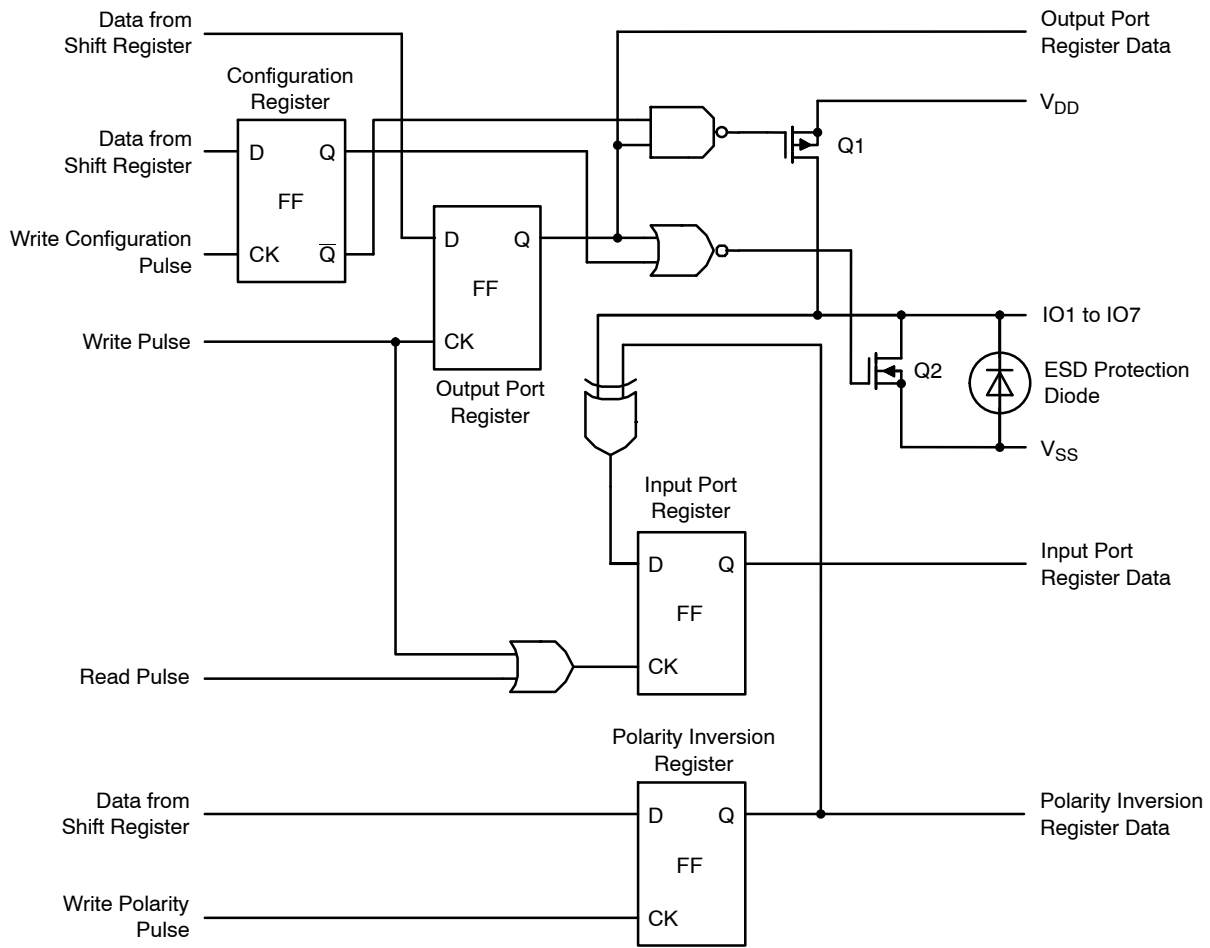 Data from
Shift Register
Output Port
Register Data
Configuration
Register
V_DD
Data from
Shift Register
D
Q
FF
Q1
Write Configuration
Pulse
CK
Q̅
D
Q
FF
CK
Write Pulse
Output Port
Register
IO1 to IO7
Q2
ESD Protection
Diode
V_SS
Input Port
Register
D
Q
FF
CK
Input Port
Register Data
Read Pulse
Polarity Inversion
Register
Data from
Shift Register
D
Q
FF
CK
Polarity Inversion
Register Data
Write Polarity
Pulse